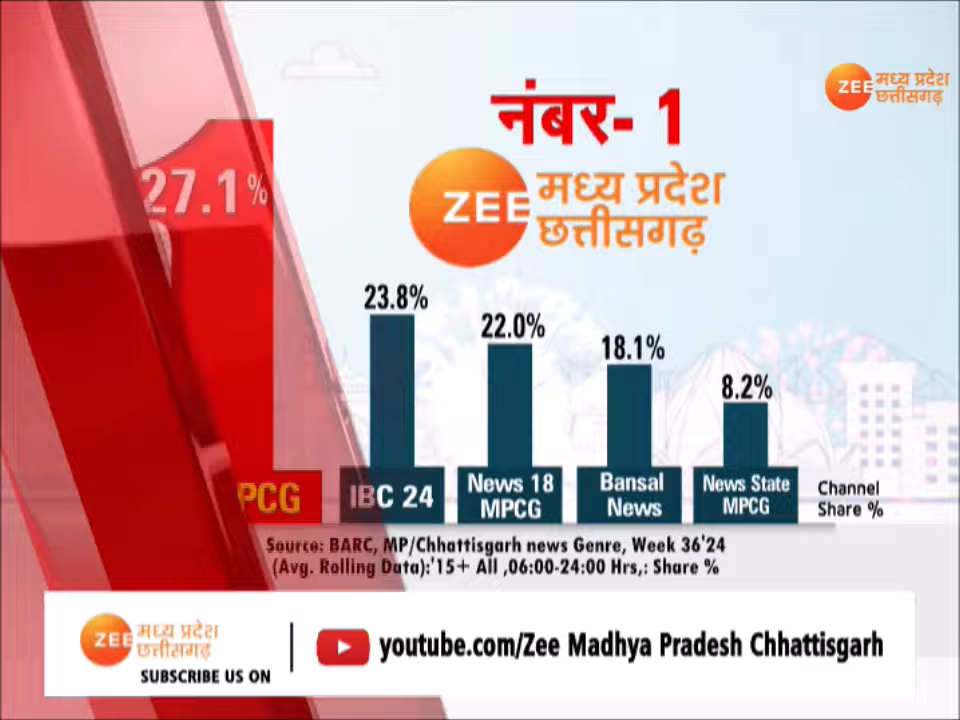 ZEE मध्य प्रदेश
छत्तीसगढ़
नंबर- 1
ZEE मध्य प्रदेश
छत्तीसगढ़
27.1%
23.8%
22.0%
18.1%
8.2%
PCG
IBC 24
News 18
MPCG
Bansal
News
News State
MPCG
Channel
Share %
Source: BARC, MP/Chhattisgarh news Genre, Week 36'24
(Avg. Rolling Data):'15+ All ,06:00-24:00 Hrs,: Share %
ZEE मध्य प्रदेश
छत्तीसगढ़
SUBSCRIBE US ON
youtube.com/Zee Madhya Pradesh Chhattisgarh